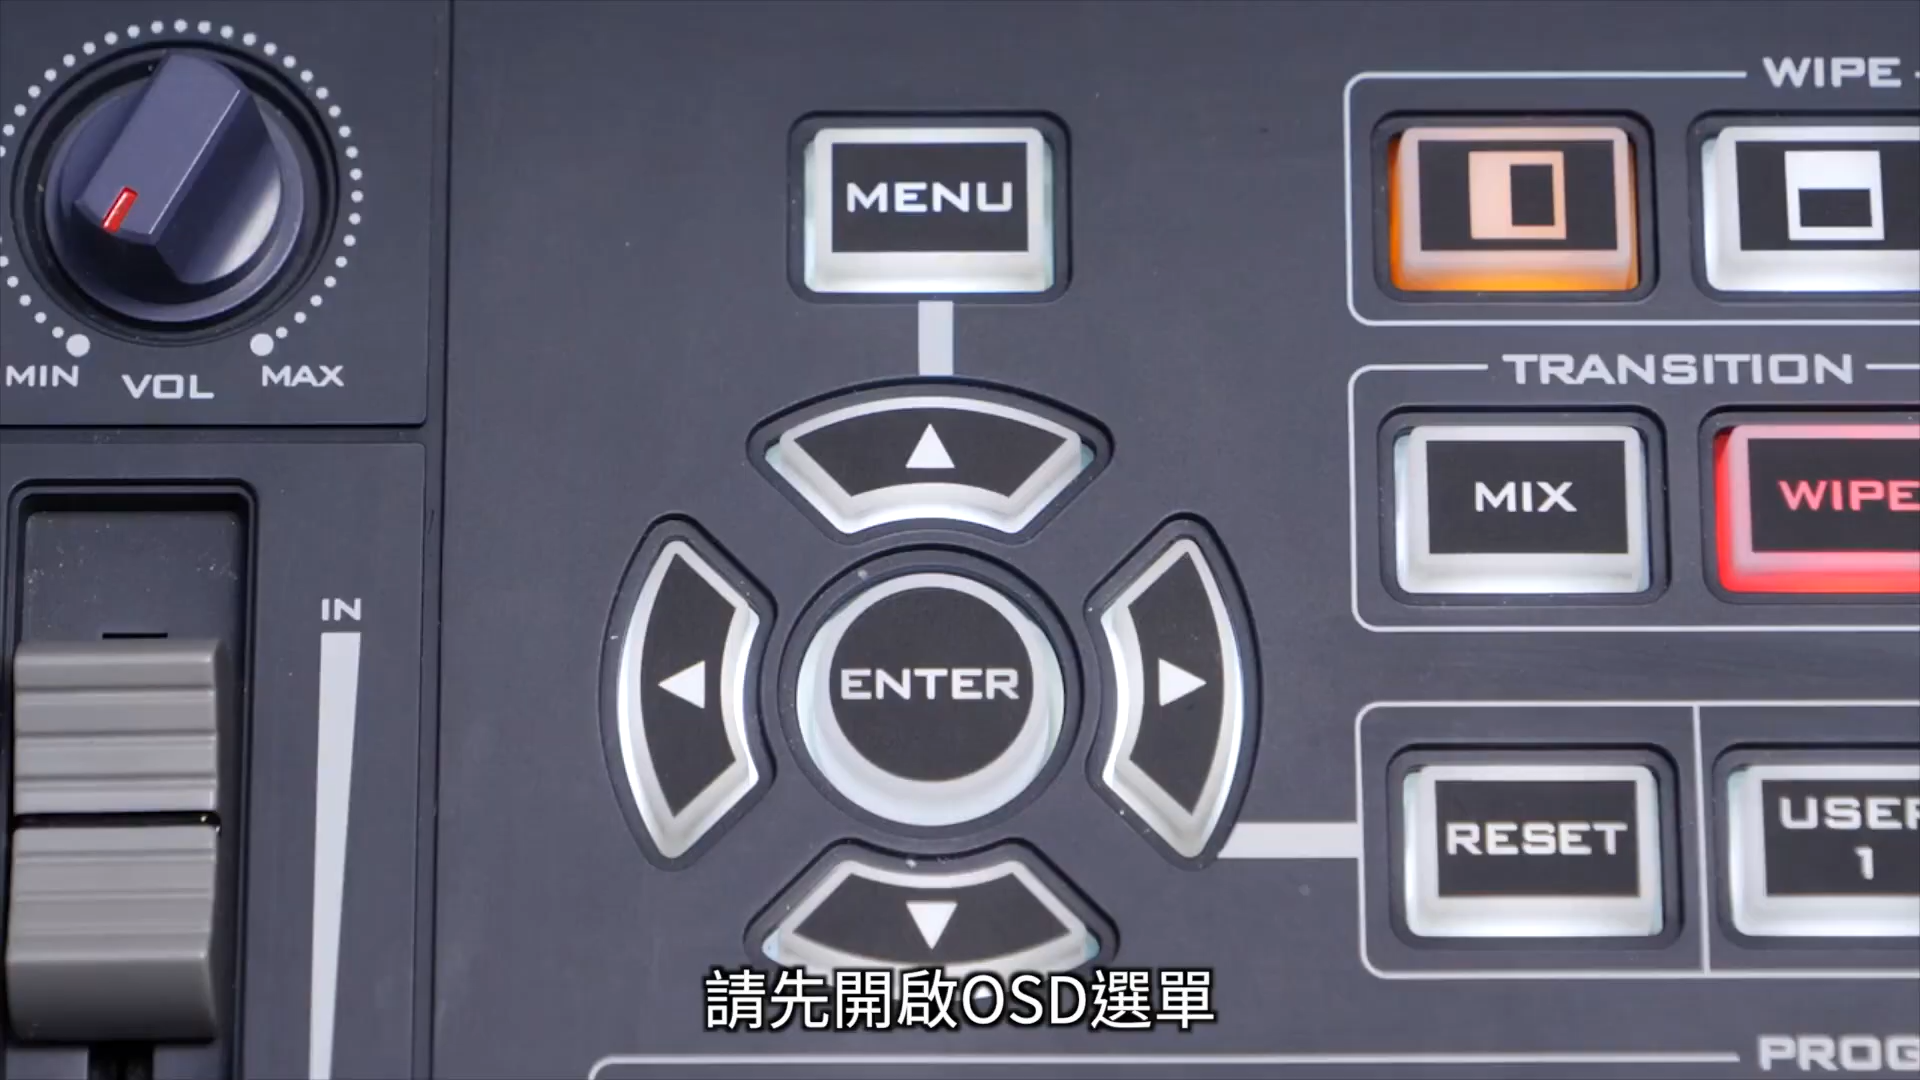 WIPE
MENU
MIN VOL MAX
TRANSITION
MIX
WIPE
IN
ENTER
RESET
USER
1
請先開啟OSD選單
PROG